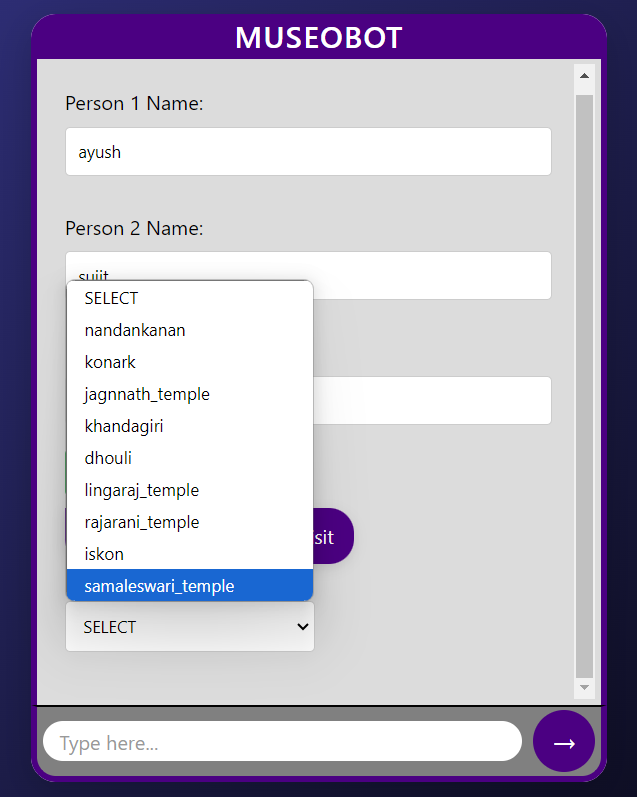 MUSEOBOT
Person 1 Name:
ayush
Person 2 Name:
sujit
SELECT
nandankanan
konark
jagnnath_temple
khandagiri
dhouli
lingaraj_temple
rajarani_temple
iskon
samaleswari_temple
SELECT
Type here...